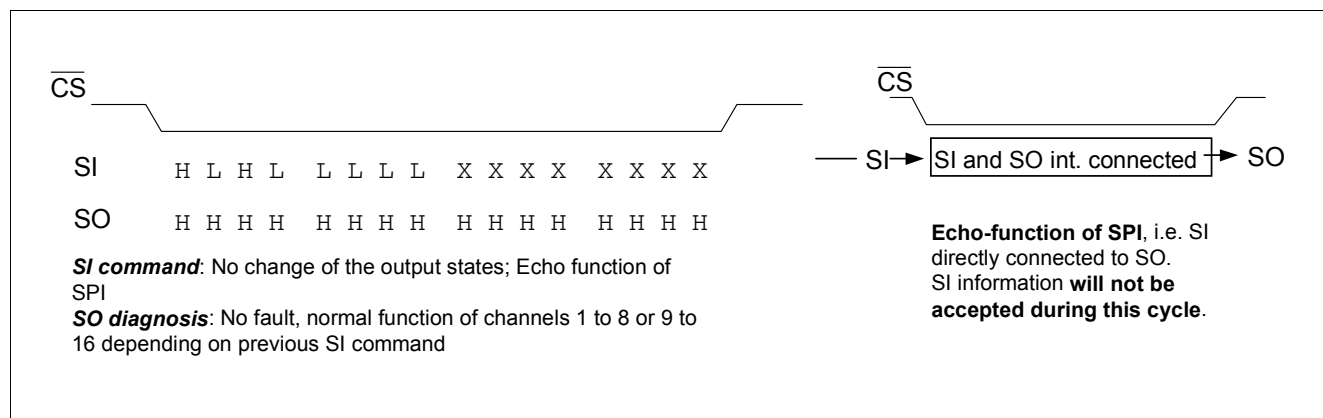 CS
SI H L H L L L L L X X X X X X X X
SO H H H H H H H H H H H H H H H H
SI command: No change of the output states; Echo function of
SPI
SO diagnosis: No fault, normal function of channels 1 to 8 or 9 to
16 depending on previous SI command
CS
SI SI and SO int. connected SO
Echo-function of SPI, i.e. SI
directly connected to SO.
SI information will not be
accepted during this cycle.